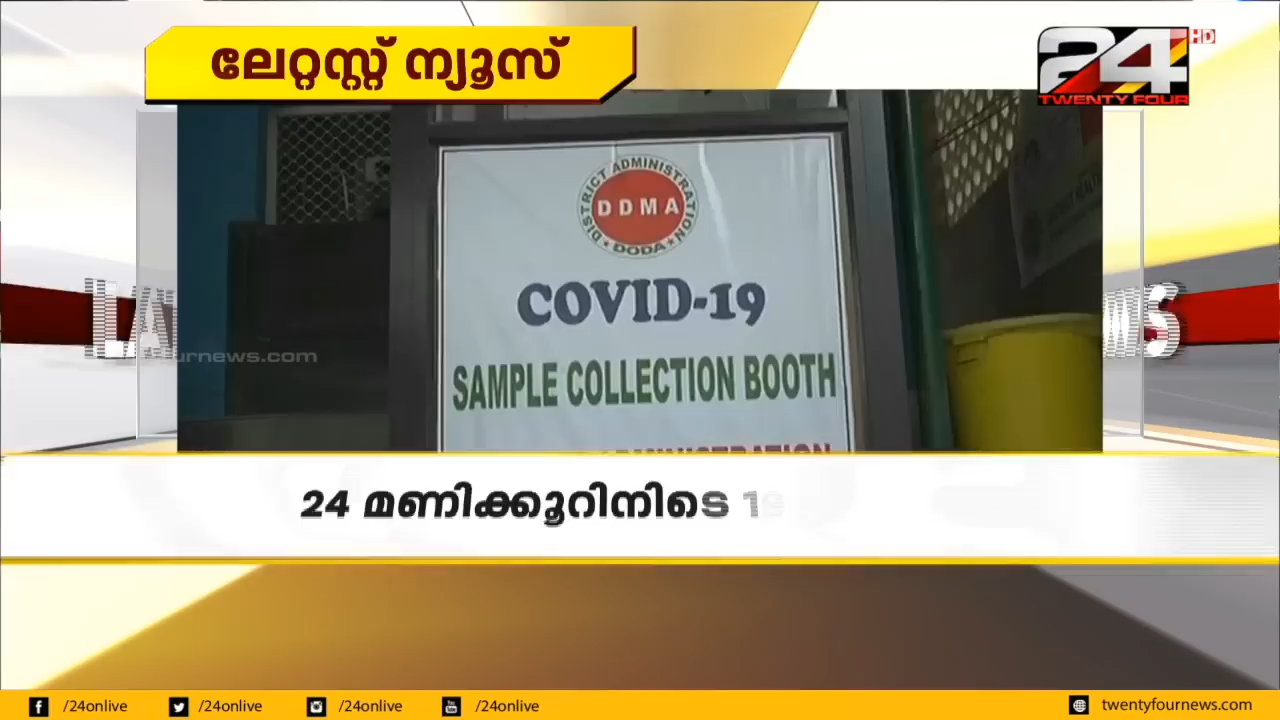 ലേറ്റസ്റ്റ് ന്യൂസ്
24
HD
TWENTY FOUR
DISTRICT ADMINISTRATION
DDMA
DODA
COVID-19
SAMPLE COLLECTION BOOTH
24 മണിക്കൂറിനിടെ
/24onlive
/24onlive
/24onlive
/24onlive
twentyfournews.com